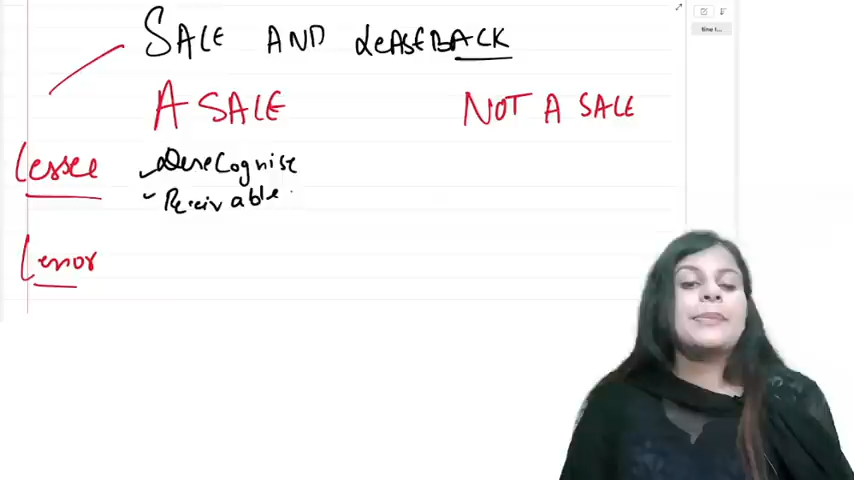 SALE AND LEASEBACK
A SALE NOT A SALE
Lessee Derecognise
Receivable
Lessor